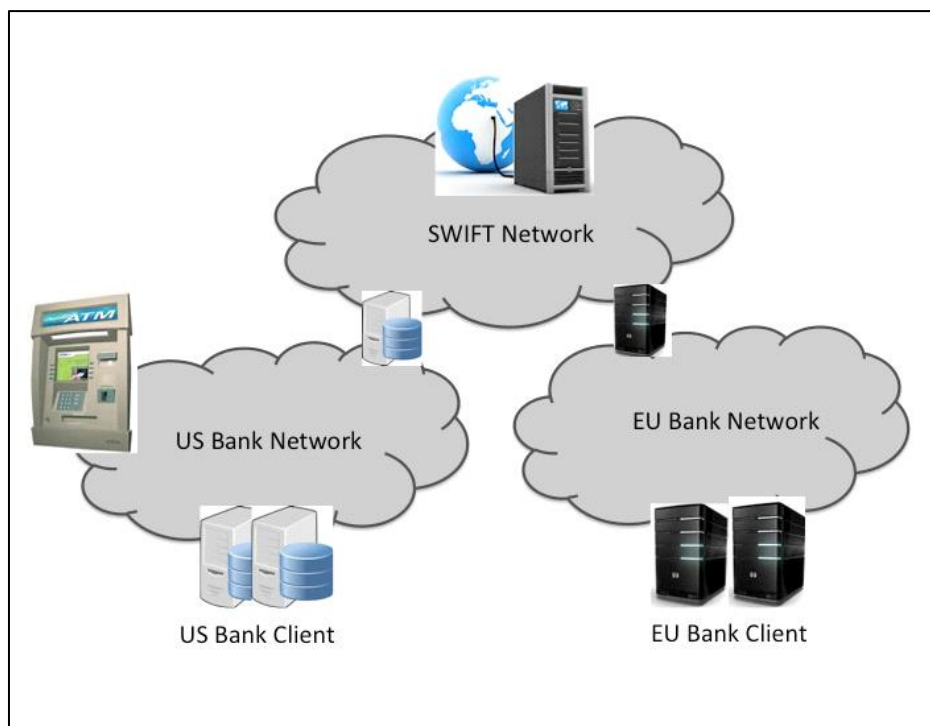 SWIFT Network
ATM
US Bank Network
EU Bank Network
US Bank Client
EU Bank Client